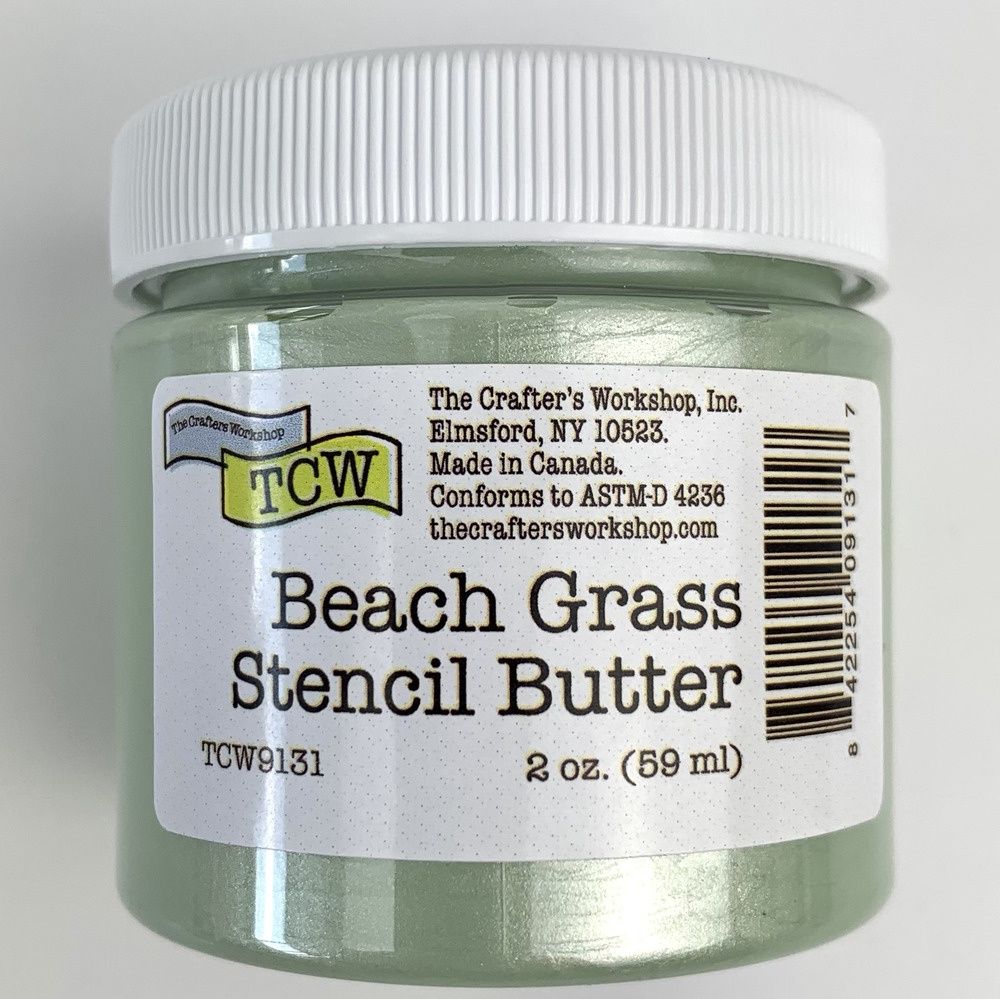 The Crafters Workshop
TCW
The Crafter's Workshop, Inc.
Elmsford, NY 10523.
Made in Canada.
Conforms to ASTM-D 4236
thecraftersworkshop.com
Beach Grass
Stencil Butter
TCW9131
2 oz. (59 ml)
8 42254 09131 7